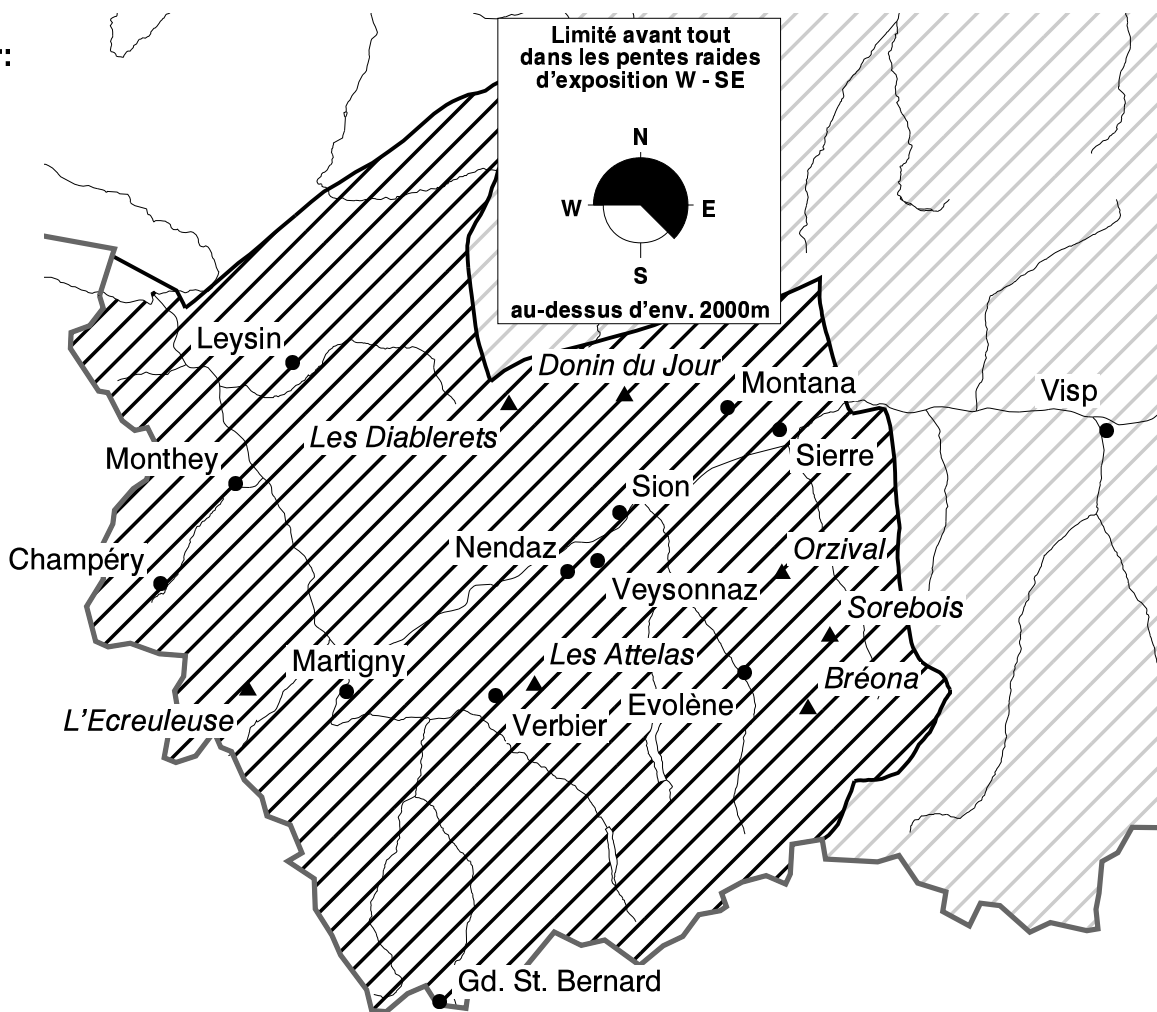 :
Limité avant tout
dans les pentes raides
d'exposition W - SE
N
W
E
S
au-dessus d'env. 2000m
Leysin
Donin du Jour
Montana
Visp
Les Diablerets
Sierre
Monthey
Sion
Nendaz
Orzival
Champéry
Veysonnaz
Sorebois
Martigny
Les Attelas
Bréona
L'Ecreuleuse
Verbier
Evolène
Gd. St. Bernard